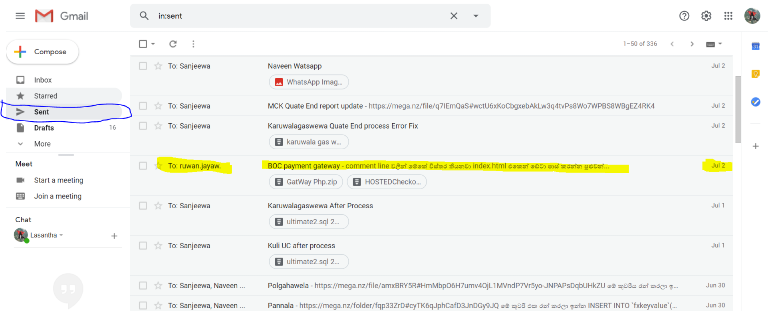 Gmail
in:sent
Compose
1–50 of 336
Inbox
Starred
Sent
Drafts 16
More
Meet
Start a meeting
Join a meeting
Chat
Lasantha
To: Sanjeewa Naveen Watsapp Jul 2
WhatsApp Imag...
To: Sanjeewa MCK Quate End report update - https://mega.nz/file/q7IEmQaS#wctU6xKoCbgxebAkLw3q4tvPs8Wo7WPBS8WBgEZ4RK4 Jul 2
To: Sanjeewa Karuwalagaswewa Quate End process Error Fix Jul 2
karuwala gas w...
To: ruwan.jayaw. BOC payment gateway - comment line index.html Jul 2
GatWay Php.zip HOSTEDChecko...
To: Sanjeewa Karuwalagaswewa After Process Jul 1
ultimate2.sql 2...
To: Sanjeewa Kuli UC after process Jul 1
ultimate2.sql 2...
To: Sanjeewa, Naveen ... Polgahawela - https://mega.nz/file/amxBRY5R#HmMbpO6H7umv4OjL1MVndP7Vr5yo-JNPAPsDqbUHkZU මේ Jun 30
To: Sanjeewa, Naveen ... Pannala - https://mega.nz/folder/fqp33ZrD#cyTK6qJphCafD3JnDGy9JQ මේ INSERT INTO `fxkeyvalue`(... Jun 30